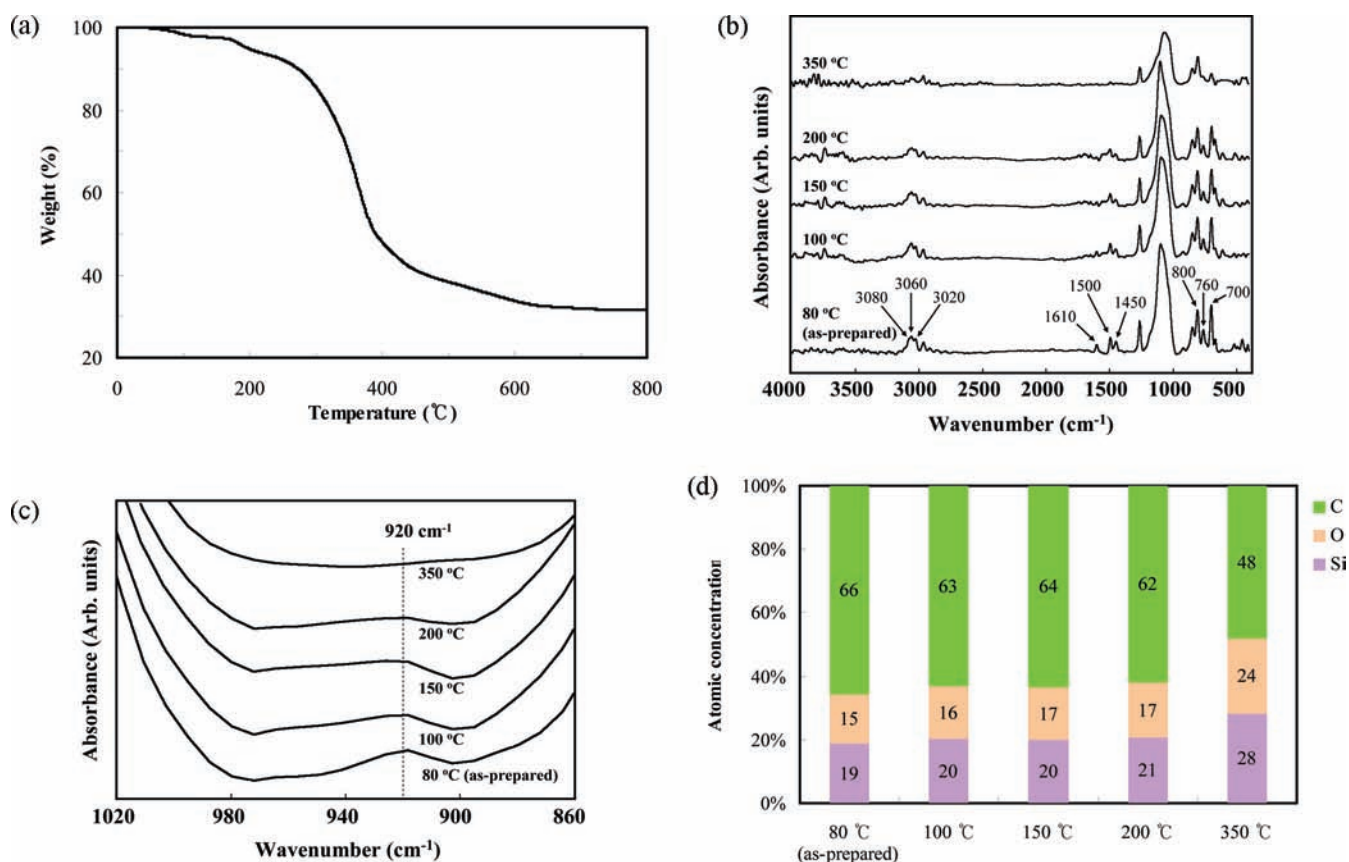 (a)
100
80
60
40
20
Weight (%)
0
200
400
600
800
Temperature (℃)
(b)
Absorbance (Arb. units)
350 °C
200 °C
150 °C
100 °C
80 °C
(as-prepared)
3080
3060
3020
1610
1500
1450
800
760
700
4000
3500
3000
2500
2000
1500
1000
500
Wavenumber (cm-1)
(c)
Absorbance (Arb. units)
920 cm-1
350 °C
200 °C
150 °C
100 °C
80 °C (as-prepared)
1020
980
940
900
860
Wavenumber (cm-1)
(d)
Atomic concentration
100%
80%
60%
40%
20%
0%
66
63
64
62
48
15
16
17
17
24
19
20
20
21
28
80 ℃
(as-prepared)
100 ℃
150 ℃
200 ℃
350 ℃
C
O
Si